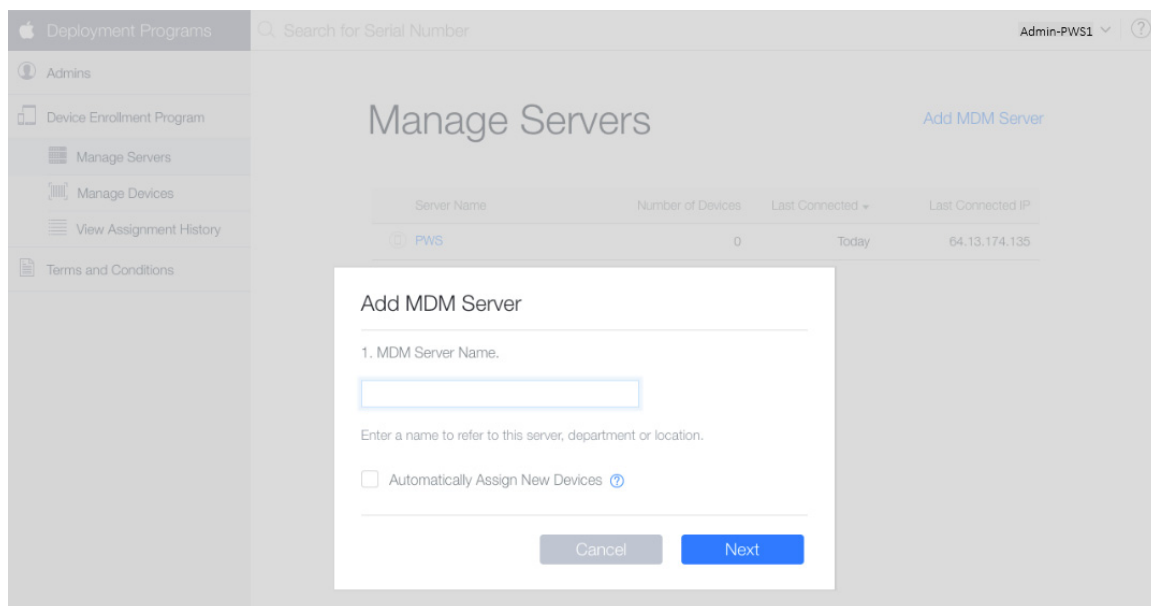 Deployment Programs
Search for Serial Number
Admin-PWS1
?
Admins
Device Enrollment Program
Manage Servers
Manage Devices
View Assignment History
Terms and Conditions
Manage Servers
Add MDM Server
Server Name Number of Devices Last Connected Last Connected IP
PWS 0 Today 64.13.174.135
Add MDM Server
1. MDM Server Name.
Enter a name to refer to this server, department or location.
Automatically Assign New Devices ?
Cancel Next